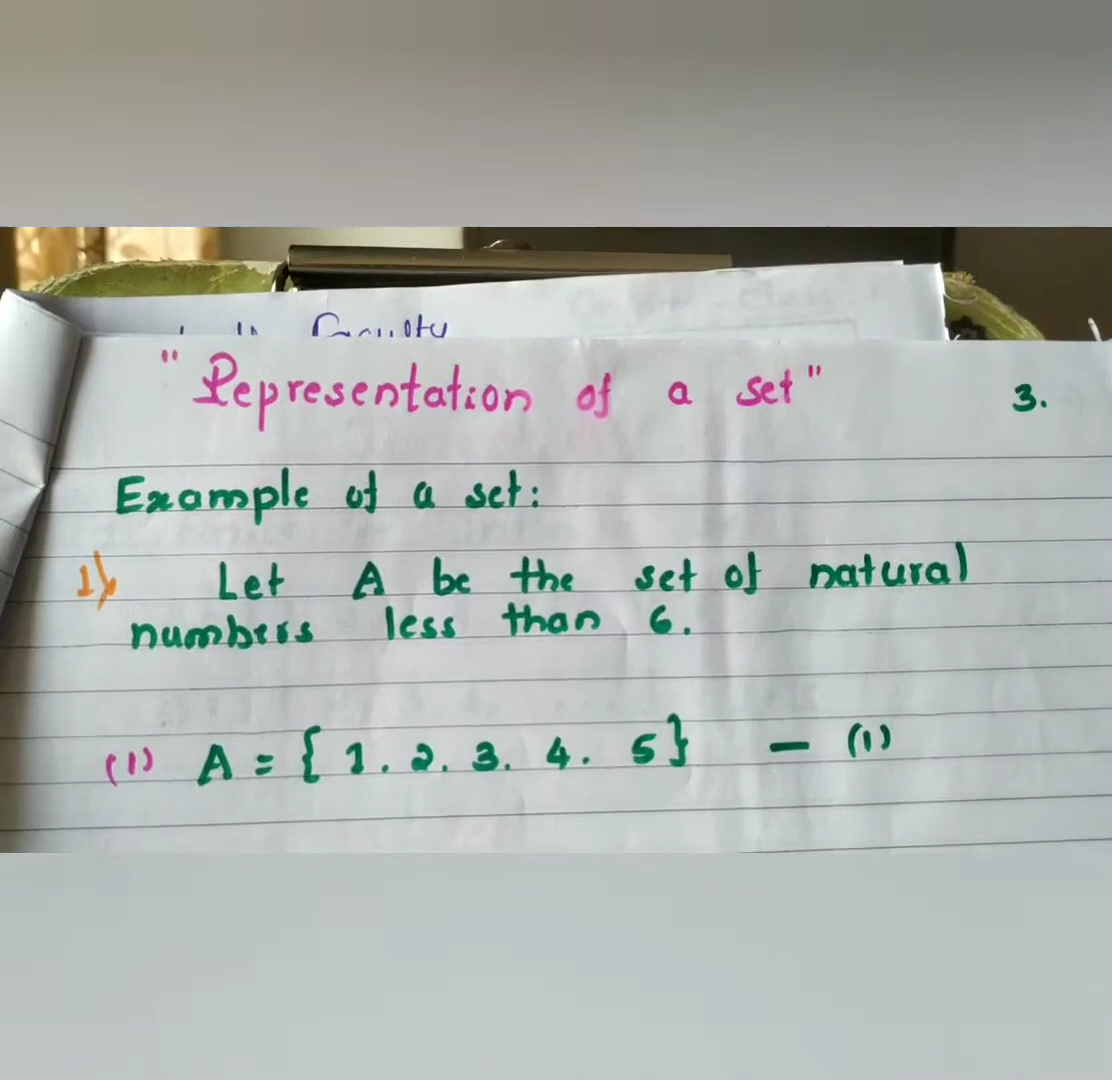 Faculty
"Representation of a set"
3.
Example of a set:
1) Let A be the set of natural
numbers less than 6.
(1) A = { 1. 2. 3. 4. 5} - (1)